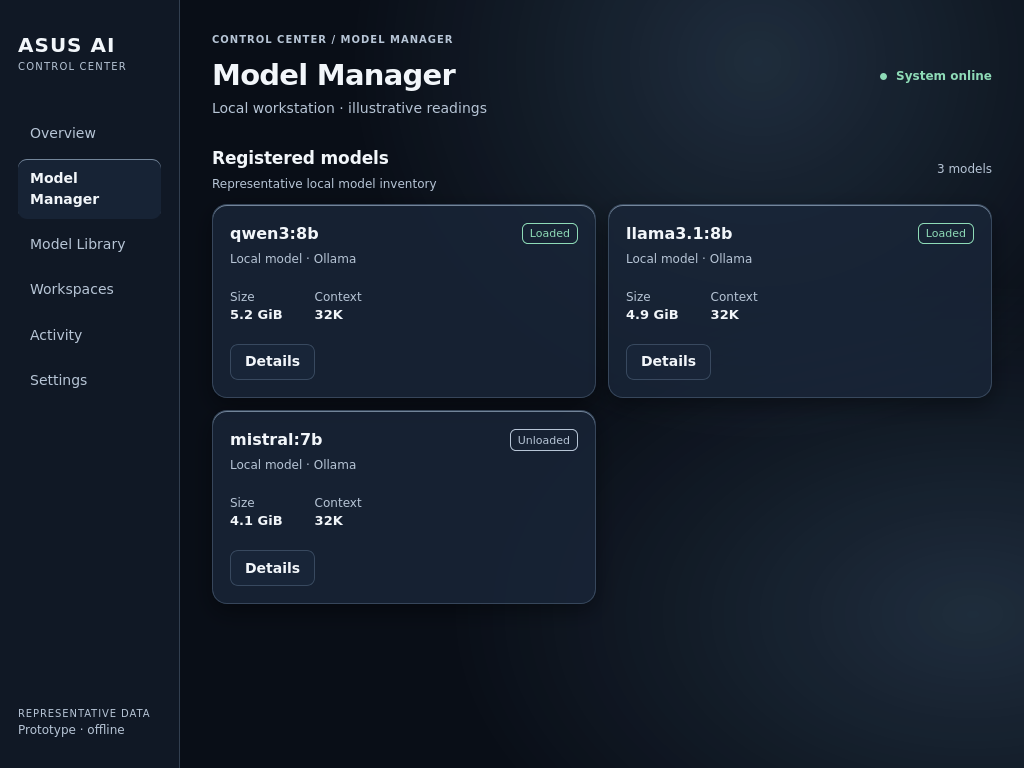 ASUS AI
CONTROL CENTER
Overview
Model
Manager
Model Library
Workspaces
Activity
Settings
REPRESENTATIVE DATA
Prototype · offline
CONTROL CENTER / MODEL MANAGER
Model Manager
Local workstation · illustrative readings
System online
Registered models
Representative local model inventory
3 models
qwen3:8b
Loaded
Local model · Ollama
Size
Context
5.2 GiB
32K
Details
llama3.1:8b
Loaded
Local model · Ollama
Size
Context
4.9 GiB
32K
Details
mistral:7b
Unloaded
Local model · Ollama
Size
Context
4.1 GiB
32K
Details